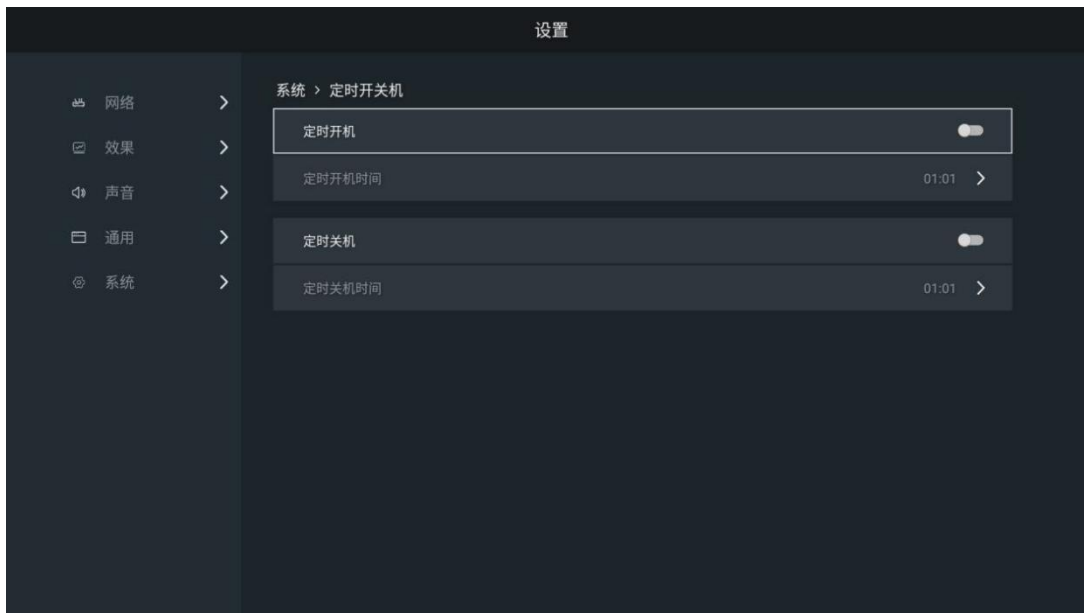 设置
网络
效果
声音
通用
系统
系统 > 定时开关机
定时开机
定时开机时间 01:01
定时关机
定时关机时间 01:01